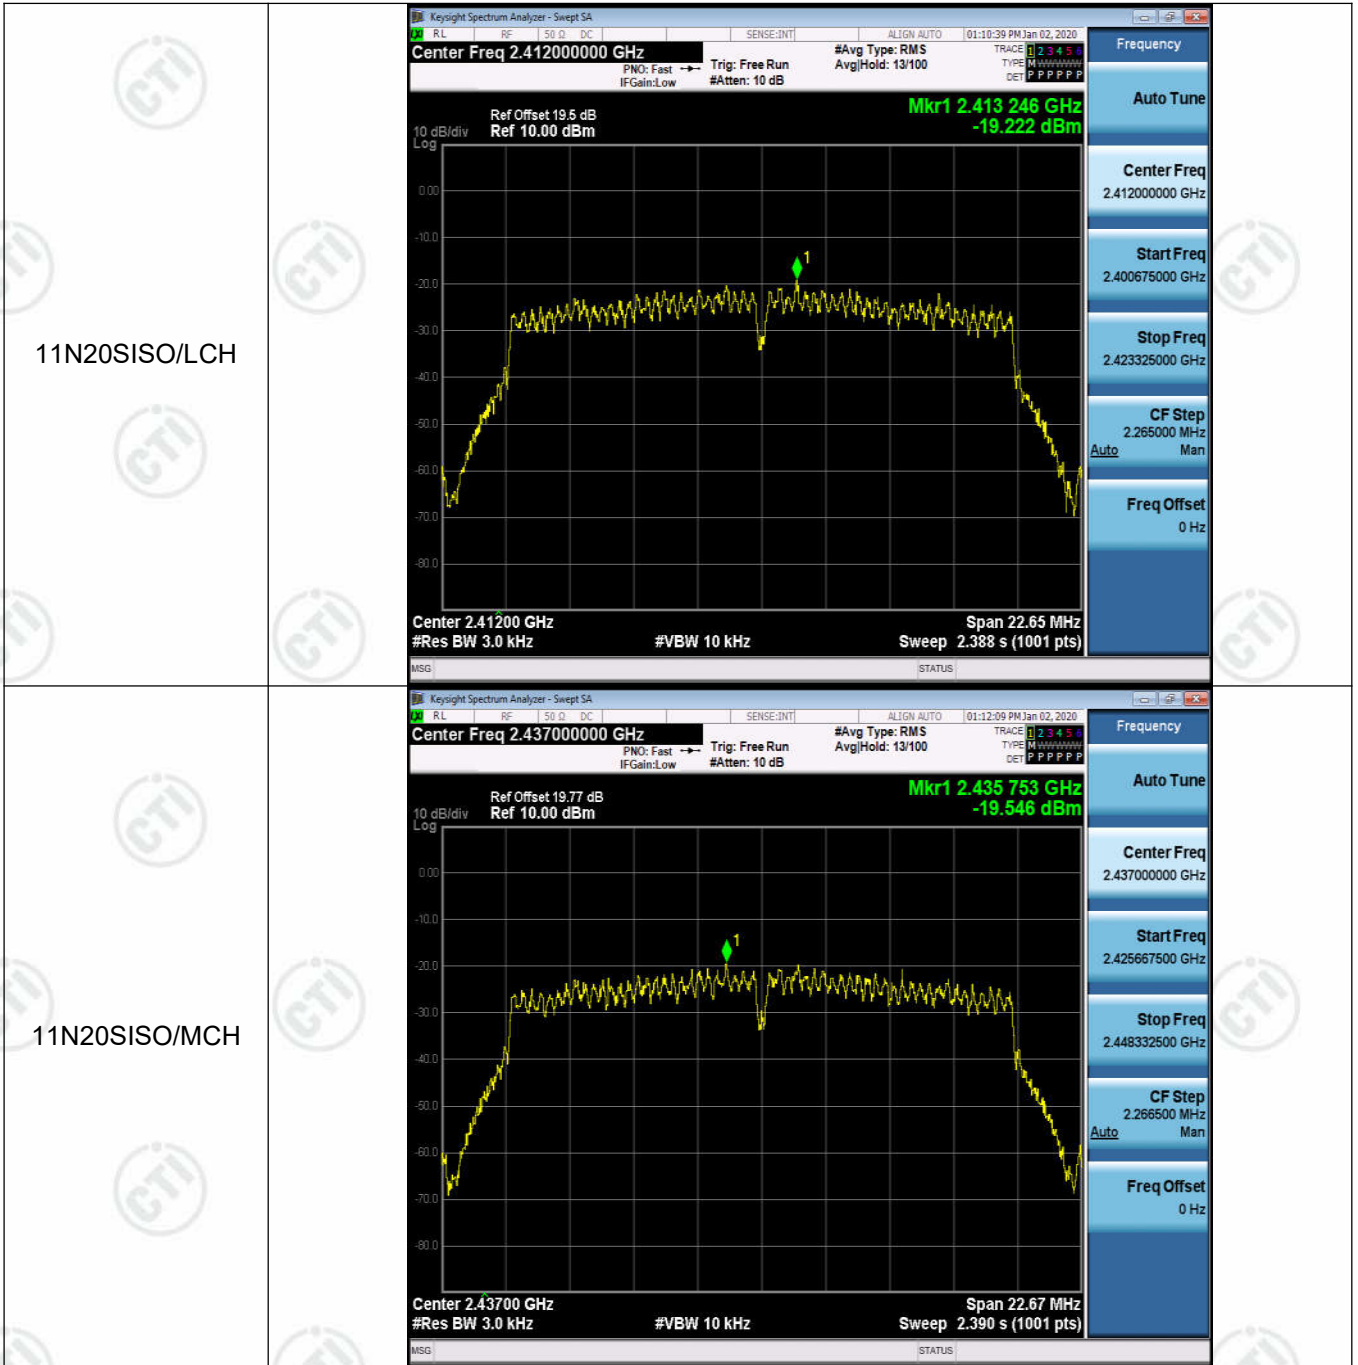 11N20SISO/LCH
Keysight Spectrum Analyzer - Swept SA
RL RF 50 Ω DC SENSE:INT ALIGN AUTO 01:10:39 PM Jan 02, 2020
Center Freq 2.412000000 GHz
PNO: Fast
IFGain:Low
Trig: Free Run
#Atten: 10 dB
#Avg Type: RMS
Avg|Hold: 13/100
TRACE 1 2 3 4 5 6
TYPE M WWWWW
DET P P P P P P
Frequency
Mkr1 2.413 246 GHz
-19.222 dBm
Ref Offset 19.5 dB
10 dB/div Ref 10.00 dBm
Log
0.00
-10.0
-20.0
-30.0
-40.0
-50.0
-60.0
-70.0
-80.0
1
Center 2.41200 GHz Span 22.65 MHz
#Res BW 3.0 kHz #VBW 10 kHz Sweep 2.388 s (1001 pts)
MSG STATUS
Auto Tune
Center Freq
2.412000000 GHz
Start Freq
2.400675000 GHz
Stop Freq
2.423325000 GHz
CF Step
2.265000 MHz
Auto Man
Freq Offset
0 Hz
11N20SISO/MCH
Keysight Spectrum Analyzer - Swept SA
RL RF 50 Ω DC SENSE:INT ALIGN AUTO 01:12:09 PM Jan 02, 2020
Center Freq 2.437000000 GHz
PNO: Fast
IFGain:Low
Trig: Free Run
#Atten: 10 dB
#Avg Type: RMS
Avg|Hold: 13/100
TRACE 1 2 3 4 5 6
TYPE M WWWWW
DET P P P P P P
Frequency
Mkr1 2.435 753 GHz
-19.546 dBm
Ref Offset 19.77 dB
10 dB/div Ref 10.00 dBm
Log
0.00
-10.0
-20.0
-30.0
-40.0
-50.0
-60.0
-70.0
-80.0
1
Center 2.43700 GHz Span 22.67 MHz
#Res BW 3.0 kHz #VBW 10 kHz Sweep 2.390 s (1001 pts)
MSG STATUS
Auto Tune
Center Freq
2.437000000 GHz
Start Freq
2.425667500 GHz
Stop Freq
2.448332500 GHz
CF Step
2.266500 MHz
Auto Man
Freq Offset
0 Hz
CTI
CTI
CTI
CTI
CTI
CTI
CTI
CTI
CTI
CTI